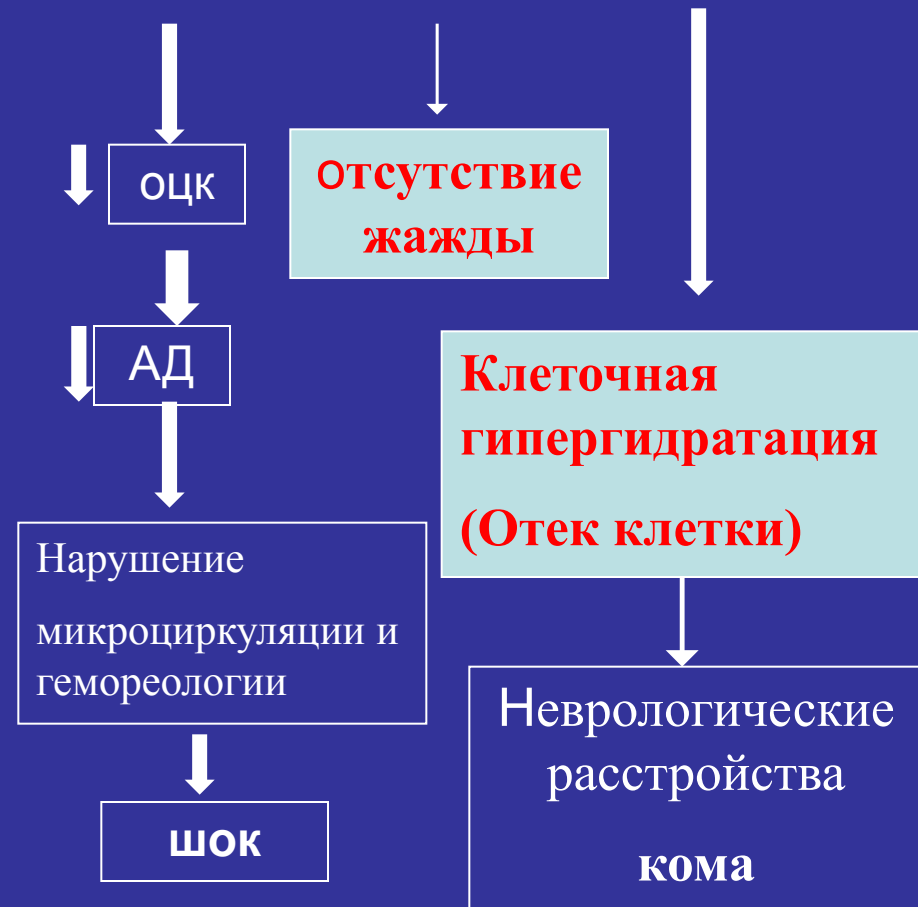 оцк
Отсутствие
жажды
АД
Клеточная
гипергидратация
(Отек клетки)
Нарушение
микроциркуляции и
гемореологии
Неврологические
расстройства
кома
шок